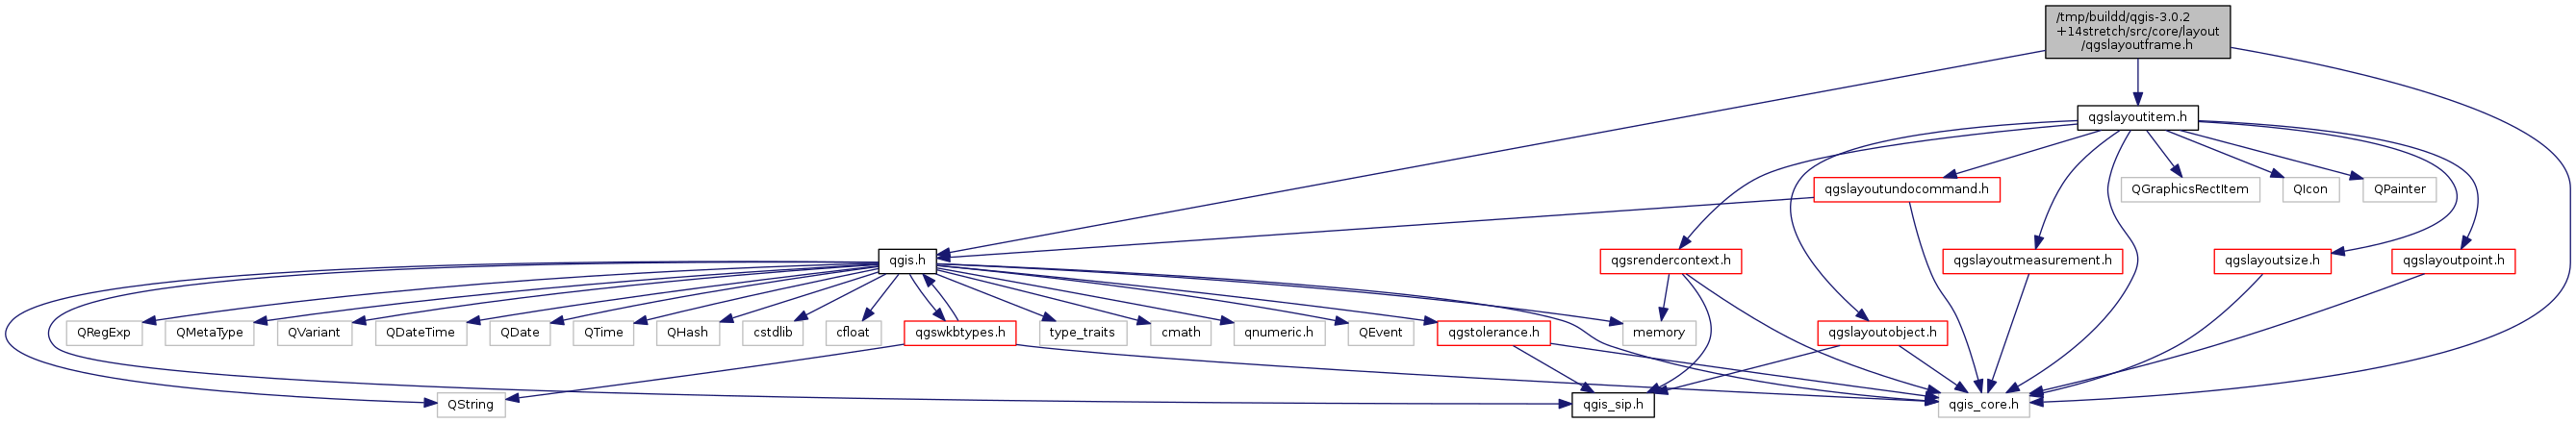 /tmp/buildd/qgis-3.0.2
+14stretch/src/core/layout
/qgslayoutframe.h
qgslayoutitem.h
qgslayoutundocommand.h
QGraphicsRectItem
QIcon
QPainter
qgis.h
qgsrendercontext.h
qgslayoutmeasurement.h
qgslayoutsize.h
qgslayoutpoint.h
QRegExp
QMetaType
QVariant
QDateTime
QDate
QTime
QHash
cstdlib
cfloat
qgswkbtypes.h
type_traits
cmath
qnumeric.h
QEvent
qgstolerance.h
memory
qgslayoutobject.h
QString
qgis_sip.h
qgis_core.h